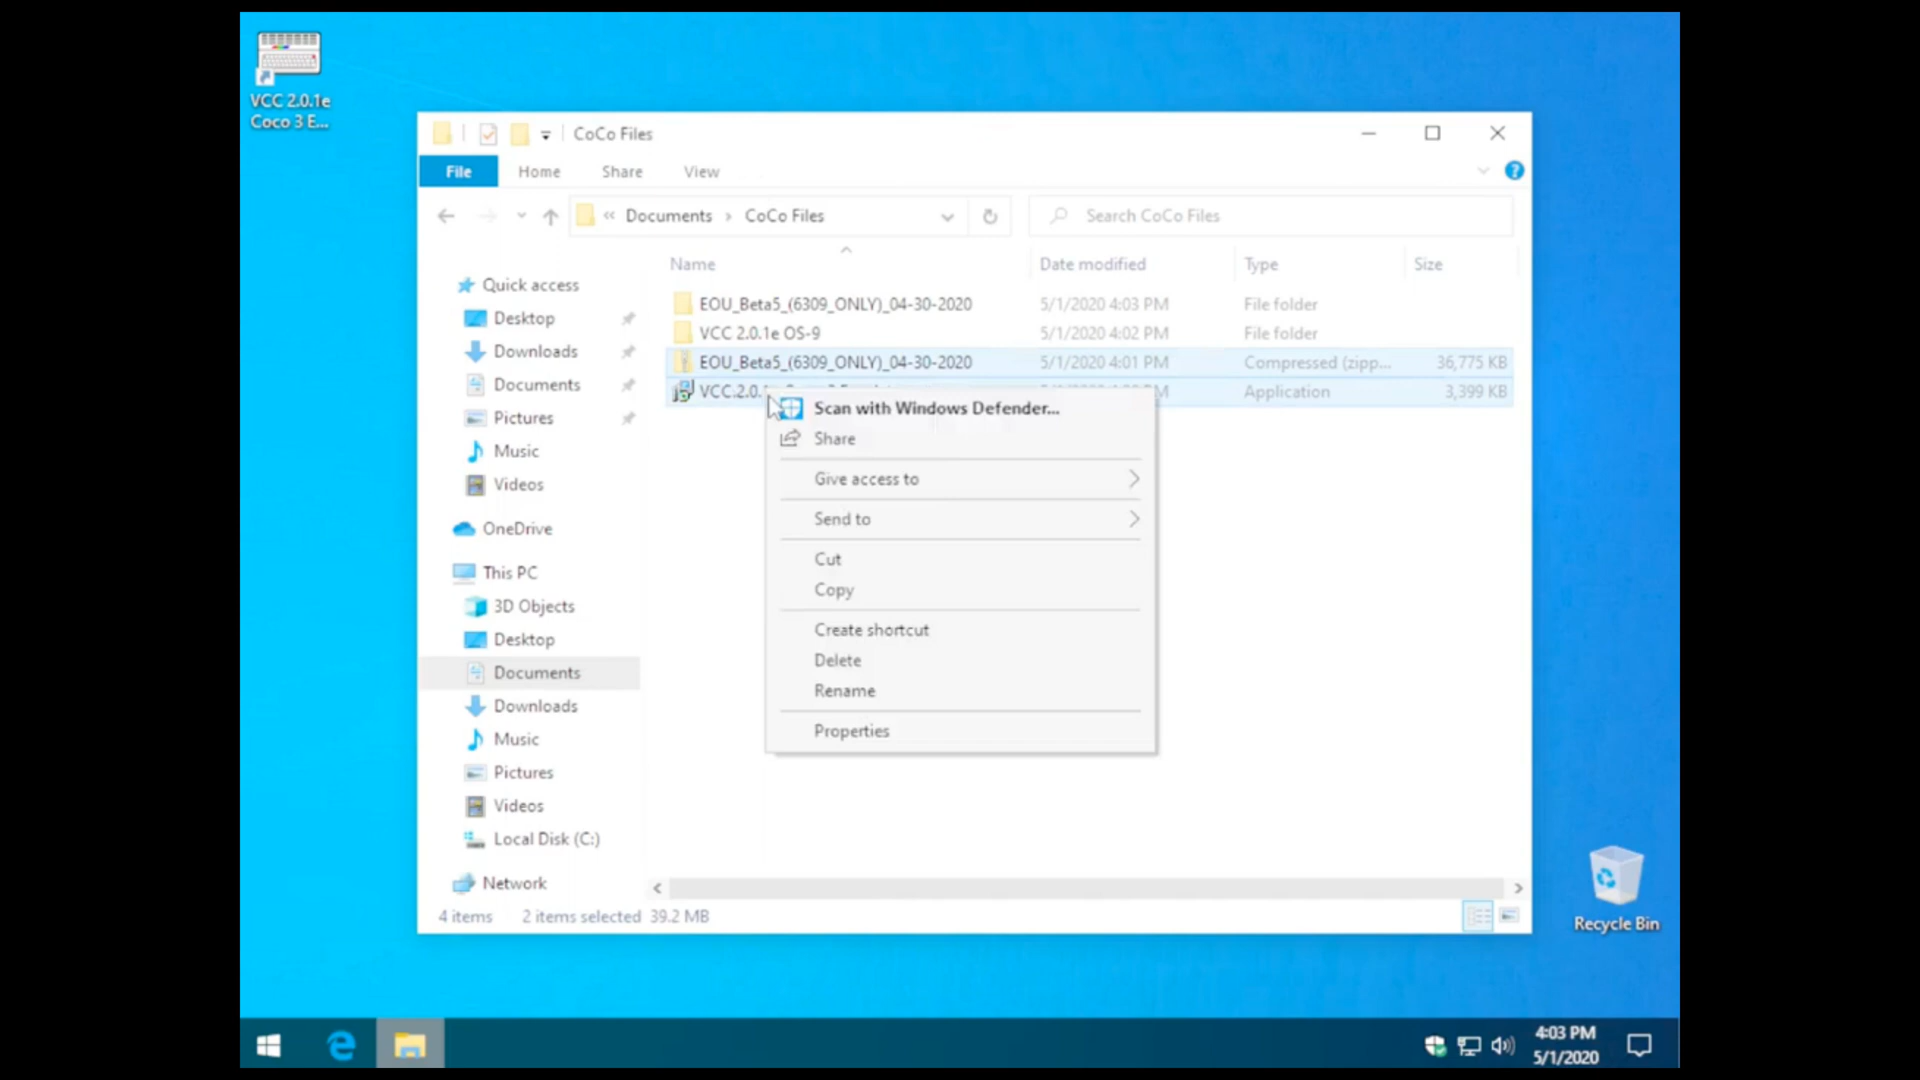 VCC 2.0.1e
Coco 3 E...
CoCo Files
File Home Share View
« Documents › CoCo Files
Search CoCo Files
Name Date modified Type Size
EOU_Beta5_(6309_ONLY)_04-30-2020 5/1/2020 4:03 PM File folder
VCC 2.0.1e OS-9 5/1/2020 4:02 PM File folder
EOU_Beta5_(6309_ONLY)_04-30-2020 5/1/2020 4:01 PM Compressed (zipp... 36,775 KB
VCC.2.0. Application 3,399 KB
Quick access
Desktop
Downloads
Documents
Pictures
Music
Videos
OneDrive
This PC
3D Objects
Desktop
Documents
Downloads
Music
Pictures
Videos
Local Disk (C:)
Network
Scan with Windows Defender...
Share
Give access to
Send to
Cut
Copy
Create shortcut
Delete
Rename
Properties
4 items 2 items selected 39.2 MB
Recycle Bin
4:03 PM
5/1/2020